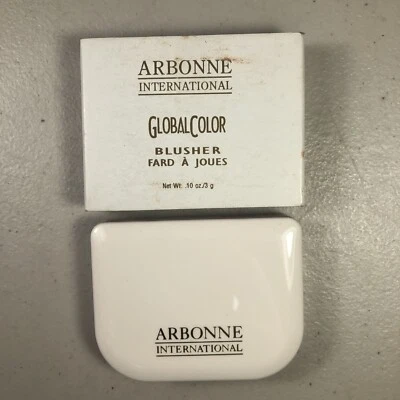 ARBONNE
INTERNATIONAL
GLOBALCOLOR
BLUSHER
FARD À JOUES
Net Wt. .10 oz./3 g
ARBONNE
INTERNATIONAL